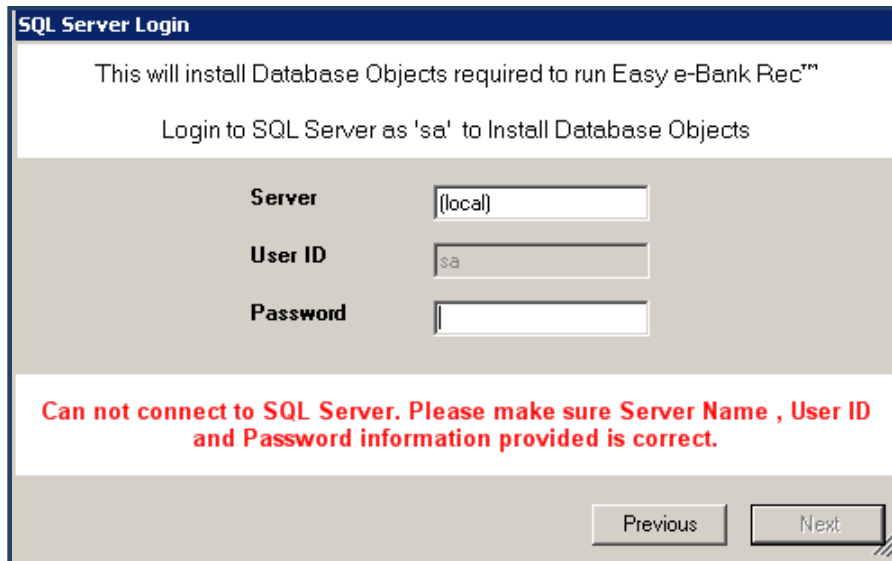 SQL Server Login
This will install Database Objects required to run Easy e-Bank Rec™
Login to SQL Server as 'sa' to Install Database Objects
Server (local)
User ID sa
Password
Can not connect to SQL Server. Please make sure Server Name , User ID
and Password information provided is correct.
Previous Next